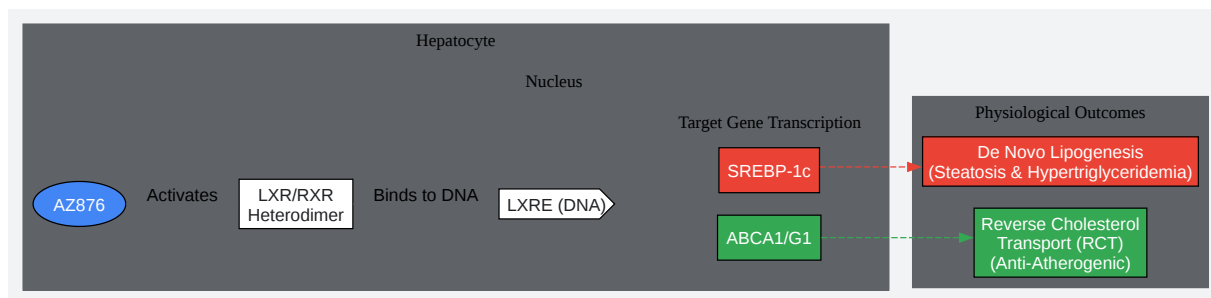 Hepatocyte
Nucleus
Target Gene Transcription
Physiological Outcomes
AZ876
Activates
LXR/RXR
Heterodimer
Binds to DNA
LXRE (DNA)
SREBP-1c
De Novo Lipogenesis
(Steatosis & Hypertriglyceridemia)
ABCA1/G1
Reverse Cholesterol
Transport (RCT)
(Anti-Atherogenic)